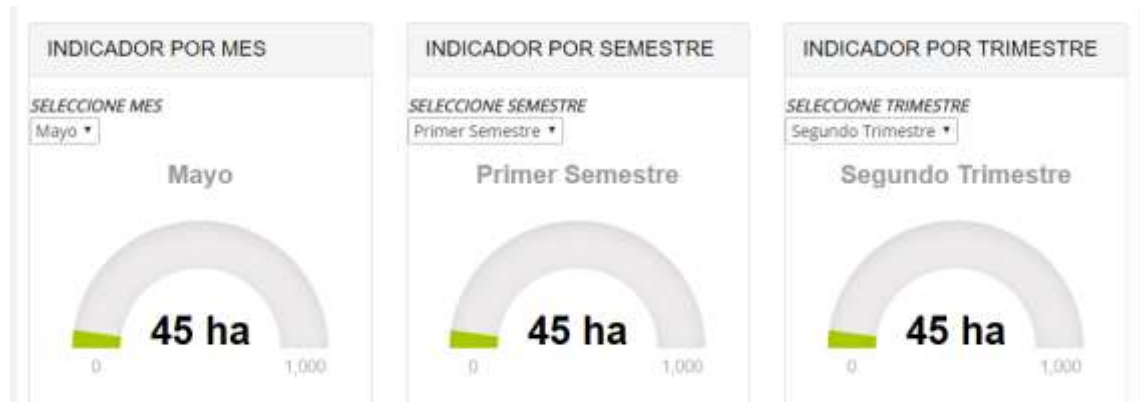 INDICADOR POR MES
SELECCIONE MES
Mayo
Mayo
45 ha
0
1,000
INDICADOR POR SEMESTRE
SELECCIONE SEMESTRE
Primer Semestre
Primer Semestre
45 ha
0
1,000
INDICADOR POR TRIMESTRE
SELECCIONE TRIMESTRE
Segundo Trimestre
Segundo Trimestre
45 ha
0
1,000